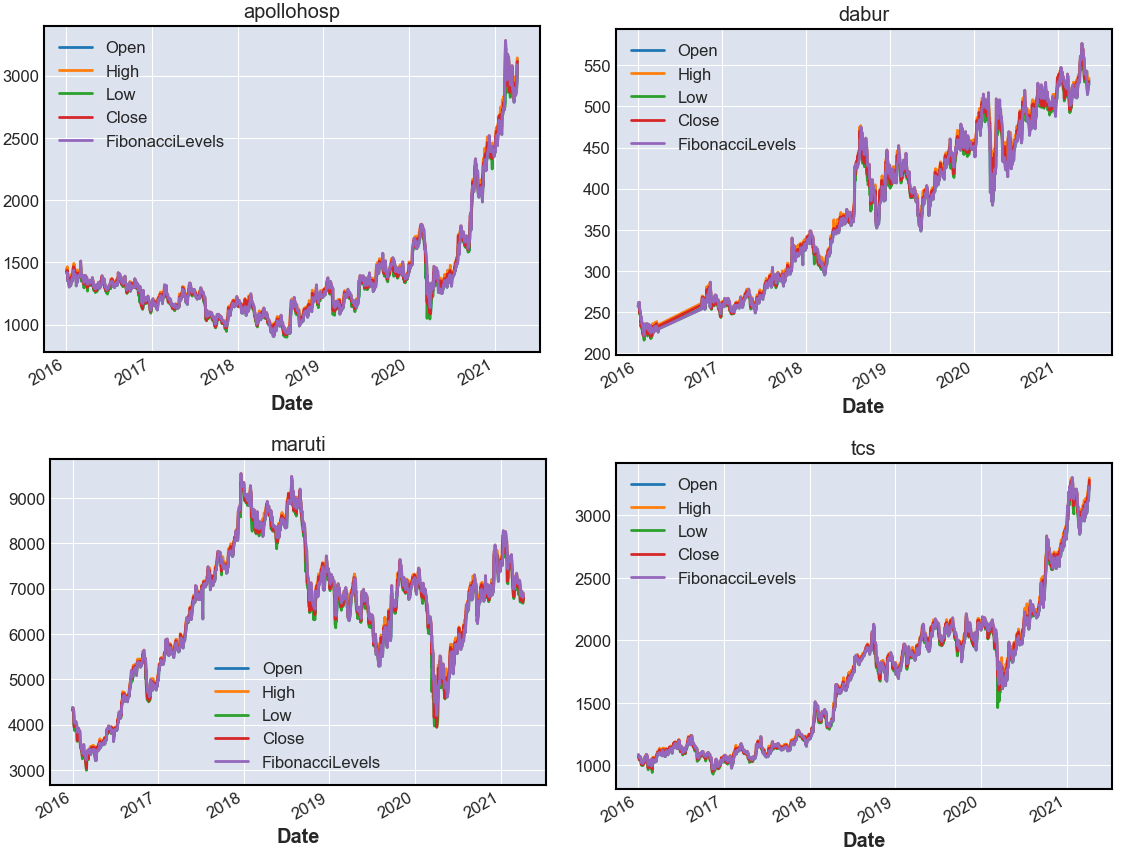 apollohosp
Open
High
Low
Close
FibonacciLevels
3000
2500
2000
1500
1000
2016
2017
2018
2019
2020
2021
Date
dabur
Open
High
Low
Close
FibonacciLevels
550
500
450
400
350
300
250
200
2016
2017
2018
2019
2020
2021
Date
maruti
9000
8000
7000
6000
5000
4000
3000
Open
High
Low
Close
FibonacciLevels
2016
2017
2018
2019
2020
2021
Date
tcs
Open
High
Low
Close
FibonacciLevels
3000
2500
2000
1500
1000
2016
2017
2018
2019
2020
2021
Date